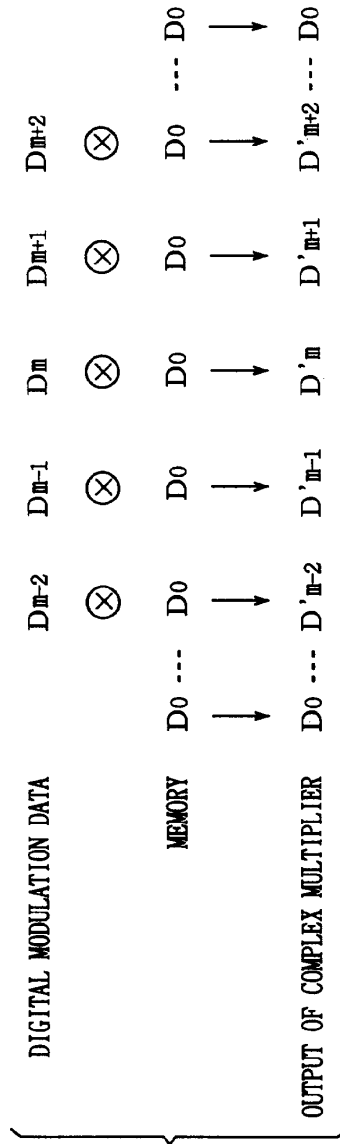 DIGITAL MODULATION DATA Dm-2 Dm-1 Dm Dm+1 Dm+2
MEMORY D0 --- D0 D0 D0 D0 D0 --- D0
OUTPUT OF COMPLEX MULTIPLIER D0 --- D'm-2 D'm-1 D'm D'm+1 D'm+2 --- D0